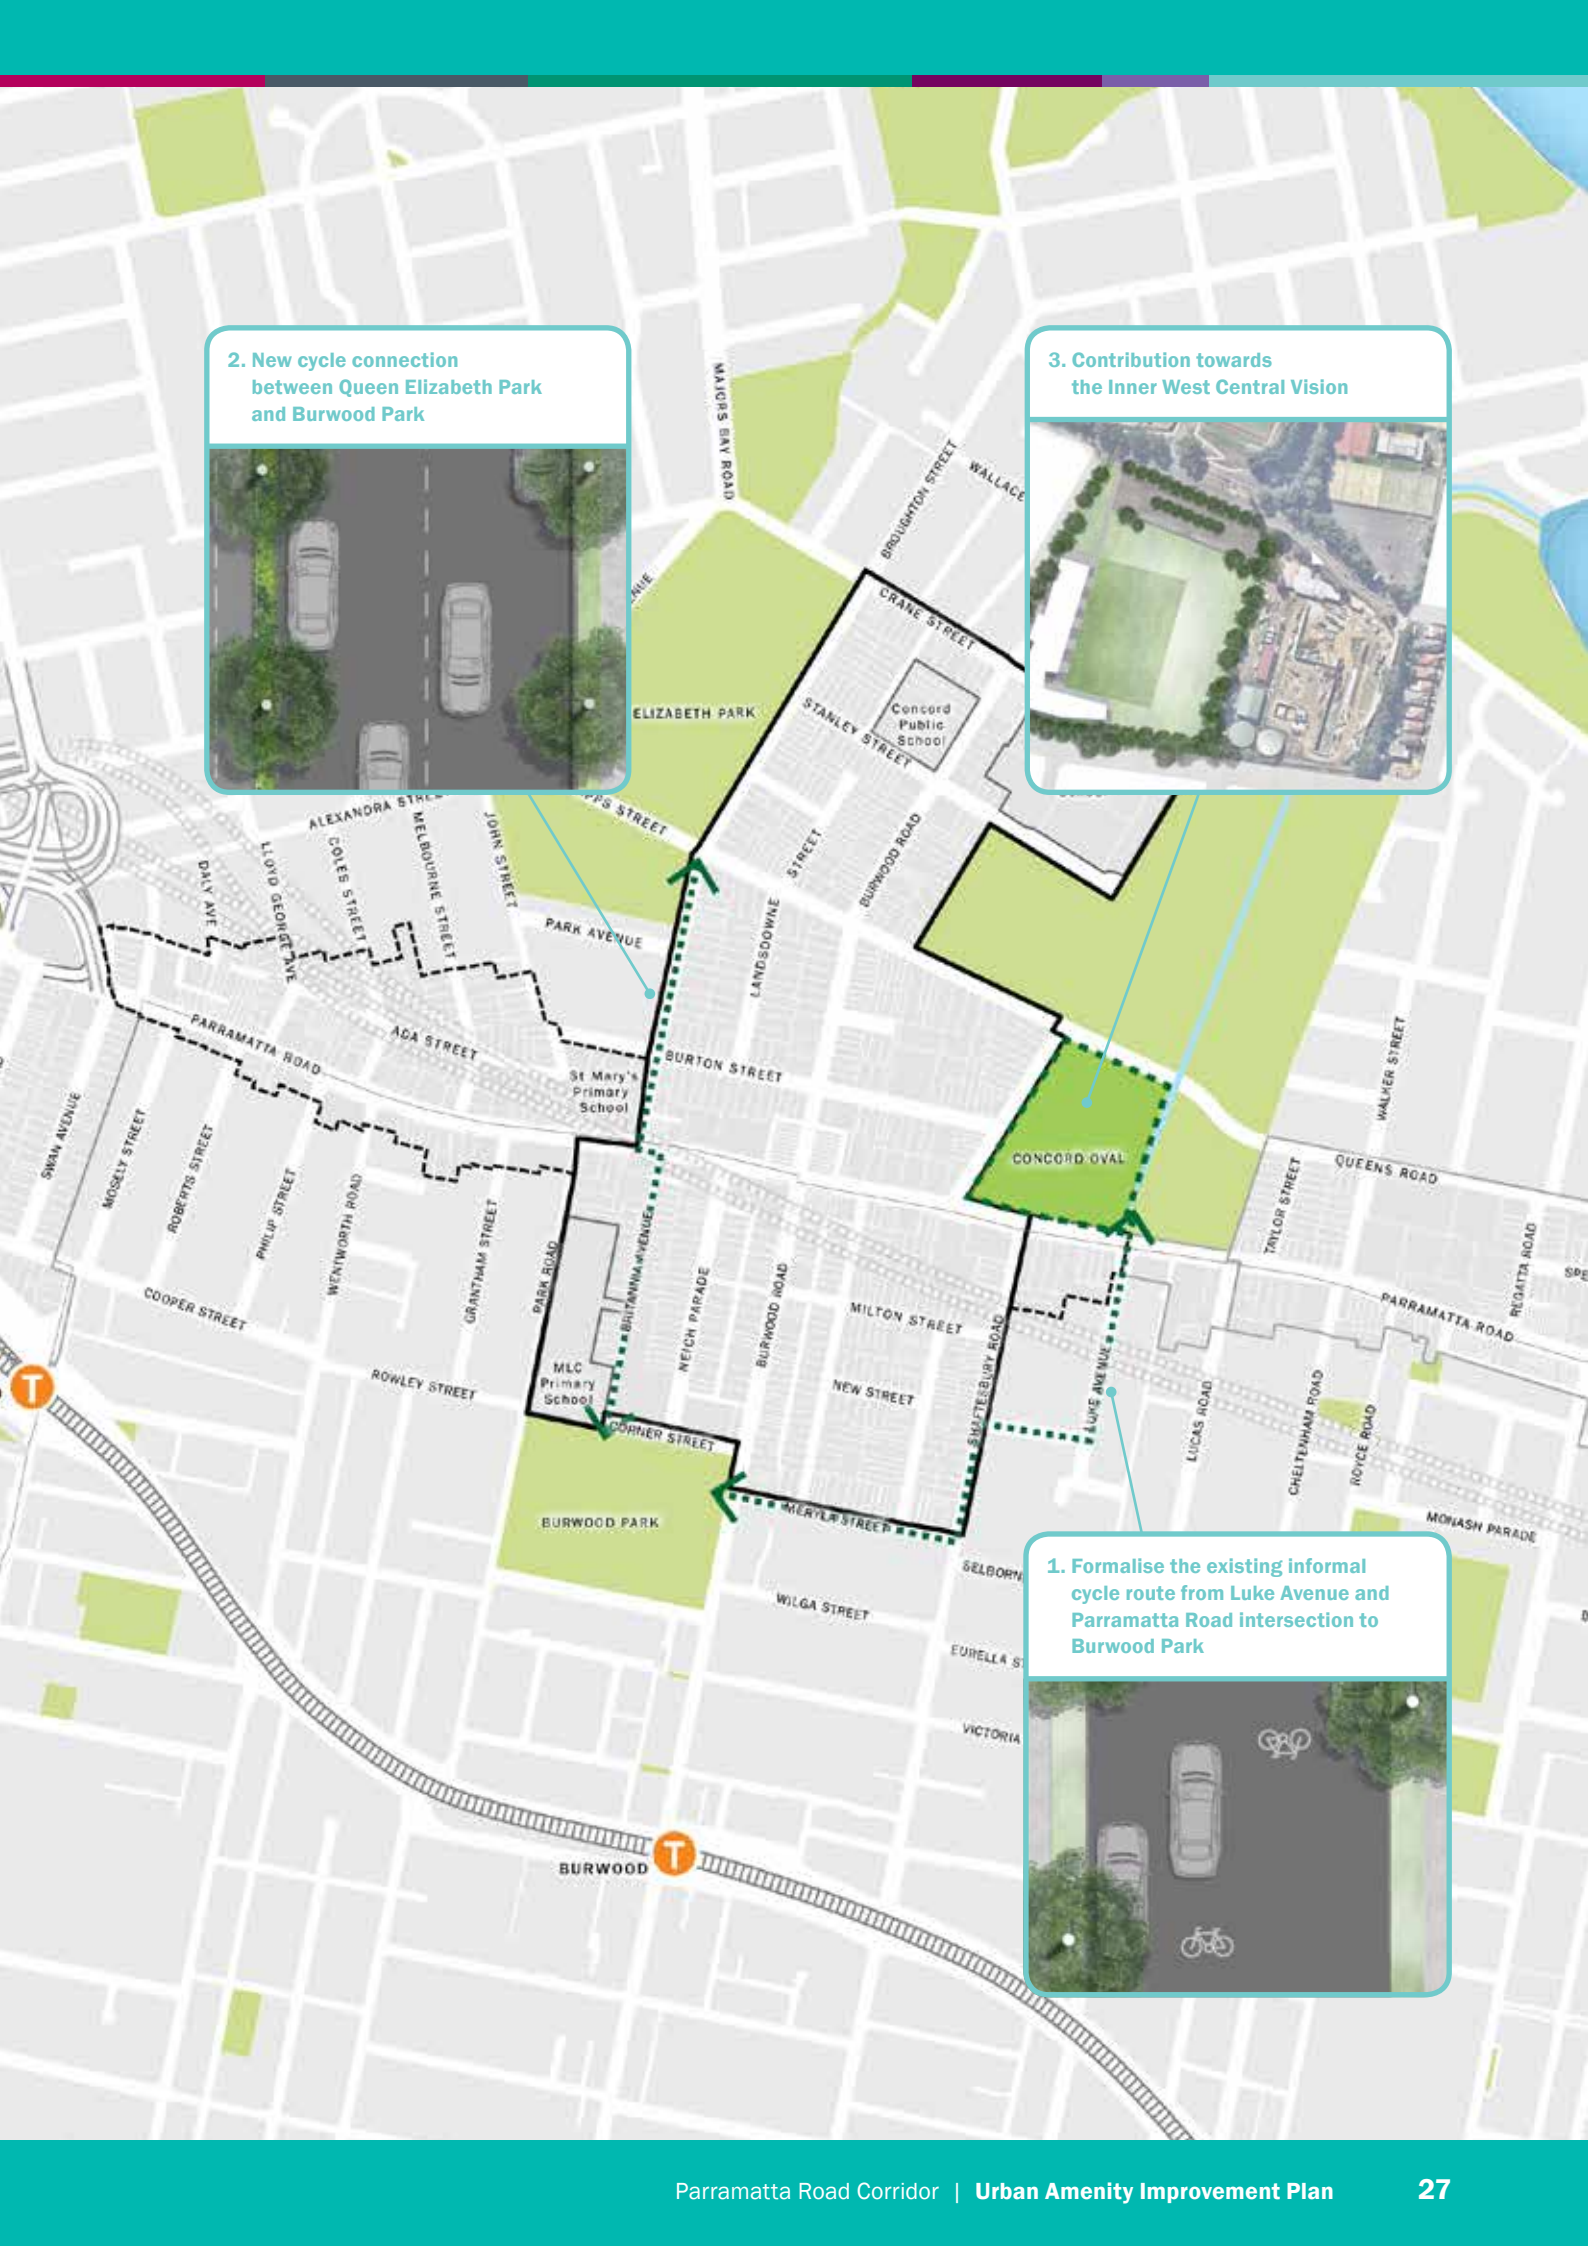 2. New cycle connection
between Queen Elizabeth Park
and Burwood Park
3. Contribution towards
the Inner West Central Vision
MAJORS BAY ROAD
BROUGHTON STREET
WALLACE
CRANE STREET
ELIZABETH PARK
STANLEY STREET
Concord
Public
School
ALEXANDRA
STREET
DALY AVE
LLOYD GEORGE AVE
COLES STREET
MELBOURNE STREET
JOHN STREET
PARK AVENUE
LANDSDOWNE
STREET
BURWOOD ROAD
PARRAMATTA ROAD
ADA STREET
St Mary's
Primary
School
BURTON STREET
CONCORD OVAL
WALKER STREET
QUEENS ROAD
TAYLOR STREET
REGATTA ROAD
SPE
PARRAMATTA ROAD
SWAN AVENUE
MOSELY STREET
ROBERTS STREET
PHILIP STREET
WENTWORTH ROAD
GRANTHAM STREET
PARK ROAD
BRITANNIA AVENUE
NEICH PARADE
BURWOOD ROAD
MILTON STREET
NEW STREET
SHAFTESBURY ROAD
LUKE AVENUE
LUCAS ROAD
CHELTENHAM ROAD
ROYCE ROAD
COOPER STREET
ROWLEY STREET
MLC
Primary
School
CORNER STREET
MERYLA STREET
BURWOOD PARK
MONASH PARADE
T
SELBORN
WILGA STREET
EURELLA S
VICTORIA
1. Formalise the existing informal
cycle route from Luke Avenue and
Parramatta Road intersection to
Burwood Park
BURWOOD
T
Parramatta Road Corridor | Urban Amenity Improvement Plan 27